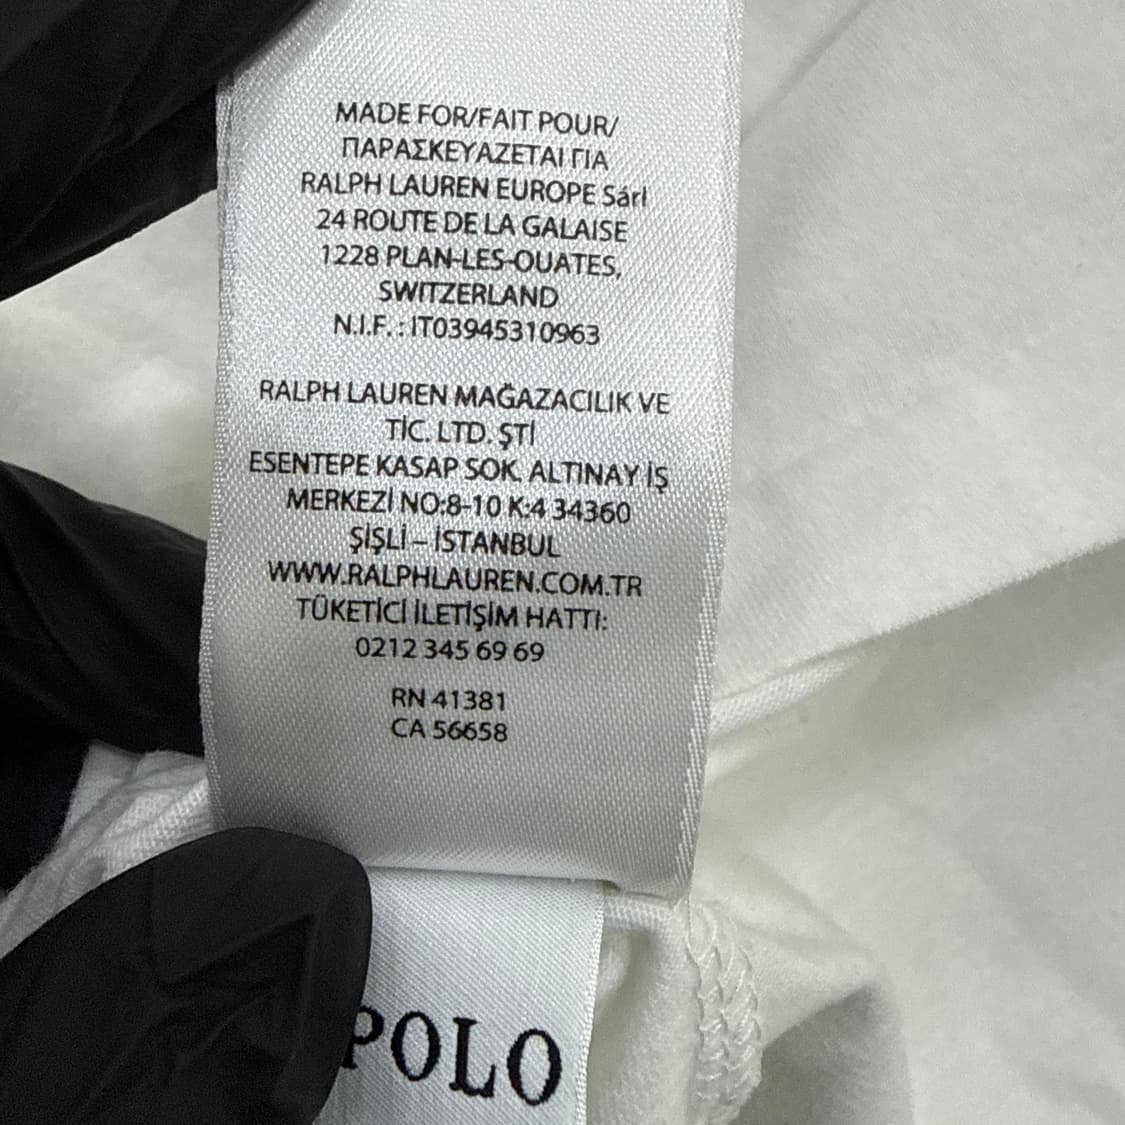 MADE FOR/FAIT POUR/
ΠΑΡΑΣΚΕΥΑΖΕΤΑΙ ΓΙΑ
RALPH LAUREN EUROPE Sárl
24 ROUTE DE LA GALAISE
1228 PLAN-LES-OUATES,
SWITZERLAND
N.I.F. : IT03945310963
RALPH LAUREN MAĞAZACILIK VE
TİC. LTD. ŞTİ
ESENTEPE KASAP SOK. ALTINAY İŞ
MERKEZİ NO:8-10 K:4 34360
ŞİŞLİ – İSTANBUL
WWW.RALPHLAUREN.COM.TR
TÜKETİCİ İLETİŞİM HATTI:
0212 345 69 69
RN 41381
CA 56658
POLO